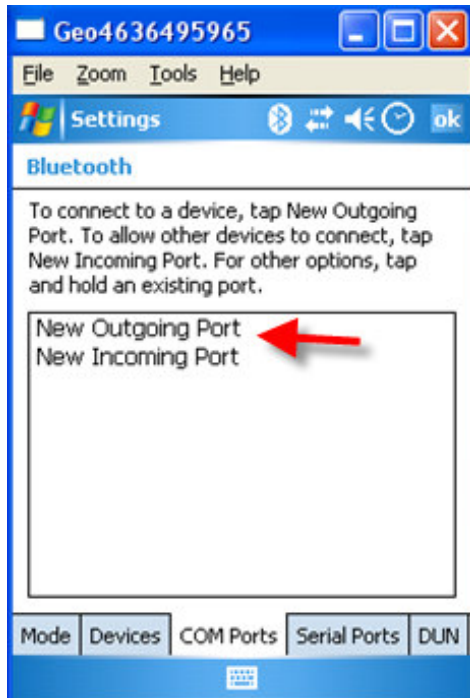 Geo4636495965
File Zoom Tools Help
Settings ok
Bluetooth
To connect to a device, tap New Outgoing
Port. To allow other devices to connect, tap
New Incoming Port. For other options, tap
and hold an existing port.
New Outgoing Port
New Incoming Port
Mode Devices COM Ports Serial Ports DUN